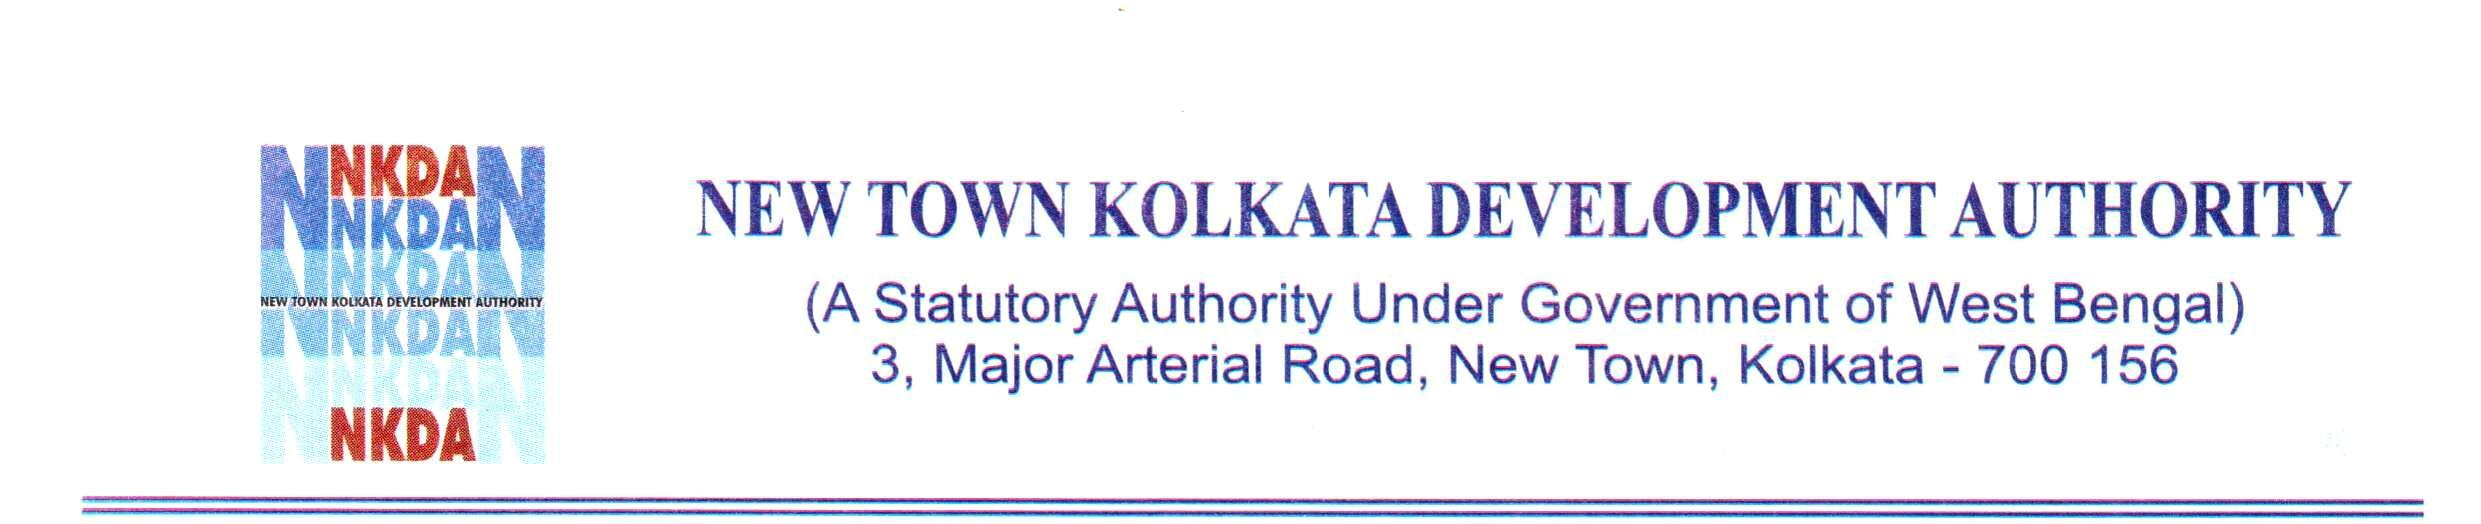 NKDA
NKDA
NKDA
NEW TOWN KOLKATA DEVELOPMENT AUTHORITY
NKDA
NKDA
NKDA
NEW TOWN KOLKATA DEVELOPMENT AUTHORITY
(A Statutory Authority Under Government of West Bengal)
3, Major Arterial Road, New Town, Kolkata - 700 156